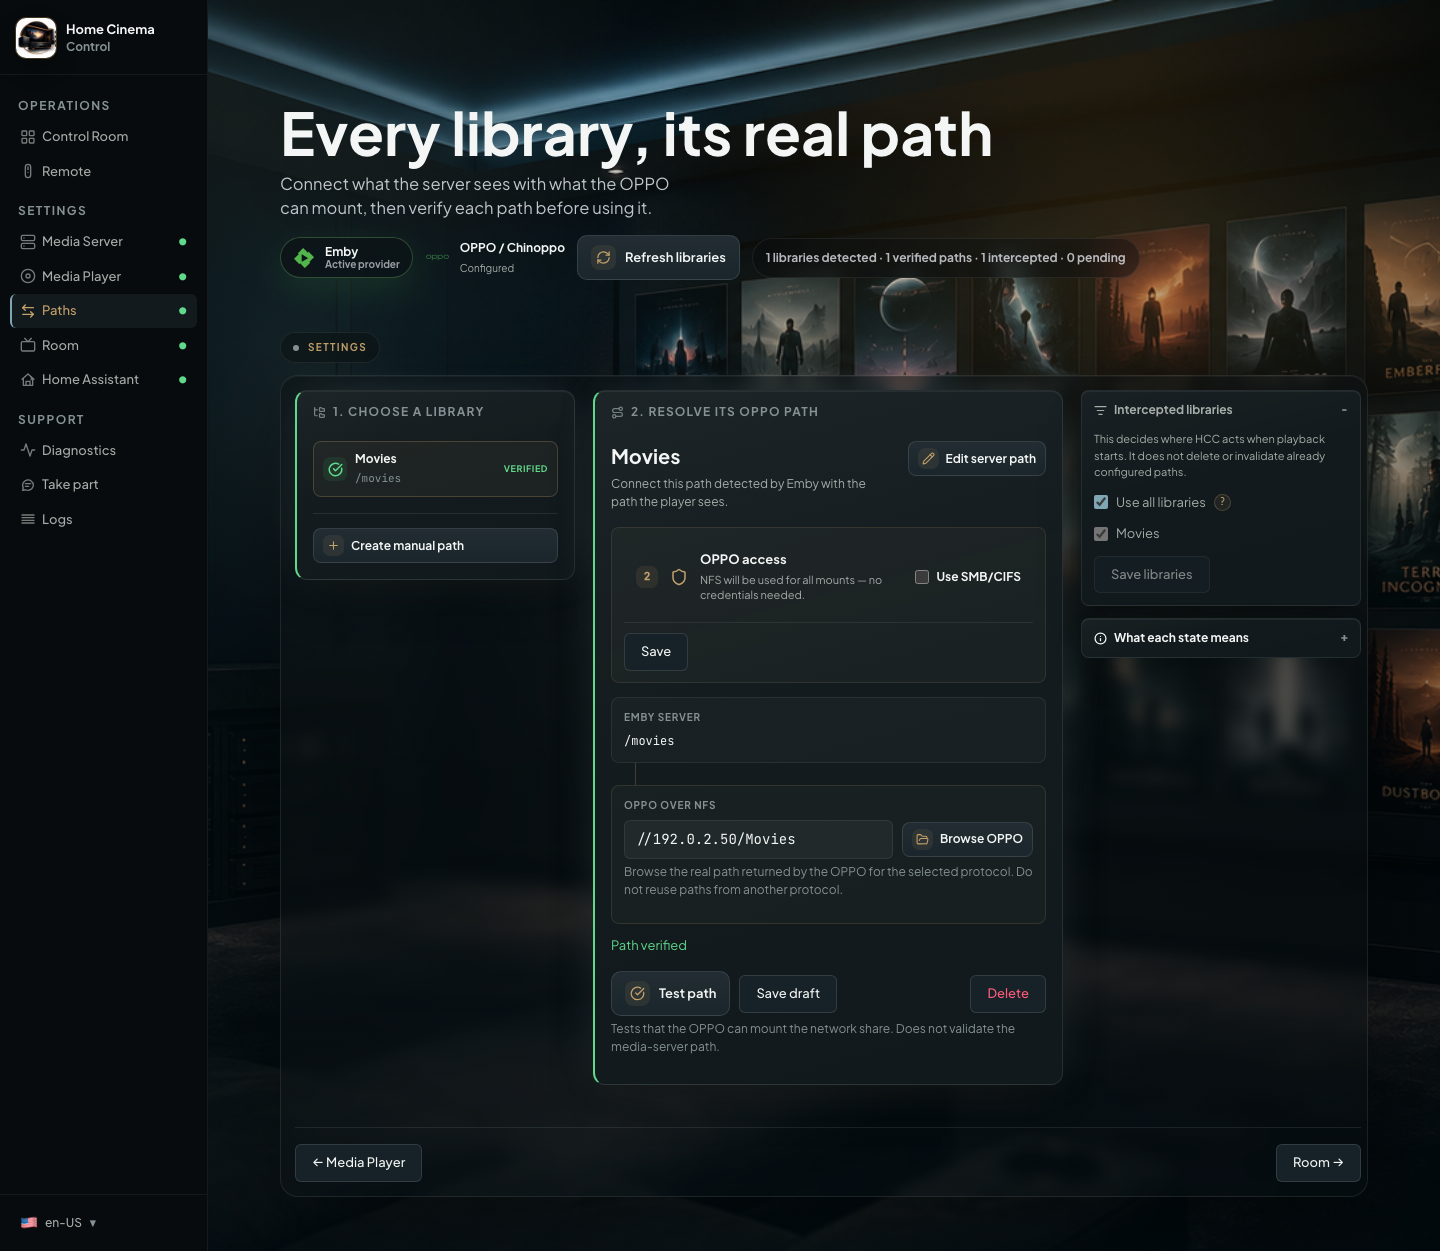 Home Cinema
Control
OPERATIONS
Control Room
Remote
SETTINGS
Media Server
Media Player
Paths
Room
Home Assistant
SUPPORT
Diagnostics
Take part
Logs
en-US
Every library, its real path
Connect what the server sees with what the OPPO
can mount, then verify each path before using it.
Emby
Active provider
oppo
OPPO / Chinoppo
Configured
Refresh libraries
1 libraries detected · 1 verified paths · 1 intercepted · 0 pending
SETTINGS
1. CHOOSE A LIBRARY
Movies
/movies
VERIFIED
Create manual path
2. RESOLVE ITS OPPO PATH
Movies
Edit server path
Connect this path detected by Emby with the
path the player sees.
2
OPPO access
NFS will be used for all mounts — no
credentials needed.
Use SMB/CIFS
Save
EMBY SERVER
/movies
OPPO OVER NFS
//192.0.2.50/Movies
Browse OPPO
Browse the real path returned by the OPPO for the selected protocol. Do
not reuse paths from another protocol.
Path verified
Test path
Save draft
Delete
Tests that the OPPO can mount the network share. Does not validate the
media-server path.
Intercepted libraries
-
This decides where HCC acts when playback
starts. It does not delete or invalidate already
configured paths.
Use all libraries
?
Movies
Save libraries
What each state means
+
← Media Player
Room →
EMBERF
TERR
INCOGN
DUSTBO